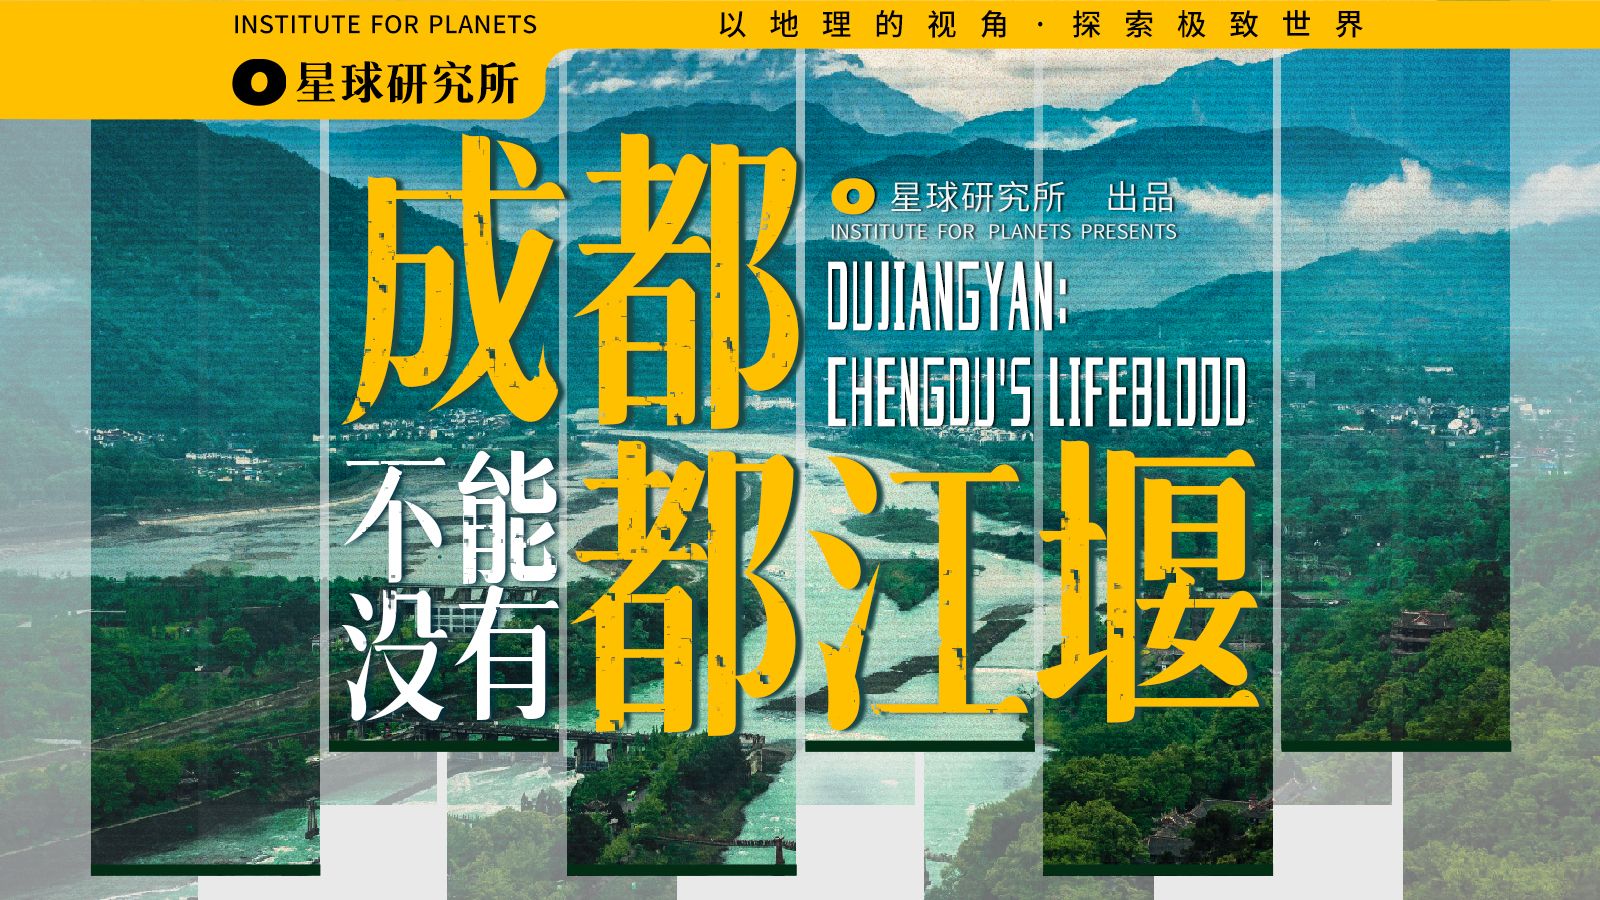 INSTITUTE FOR PLANETS
以地理的视角·探索极致世界
星球研究所
成都
星球研究所 出品
INSTITUTE FOR PLANETS PRESENTS
DUJIANGYAN:
CHENGDU'S LIFEBLOOD
不能
没有
都江堰